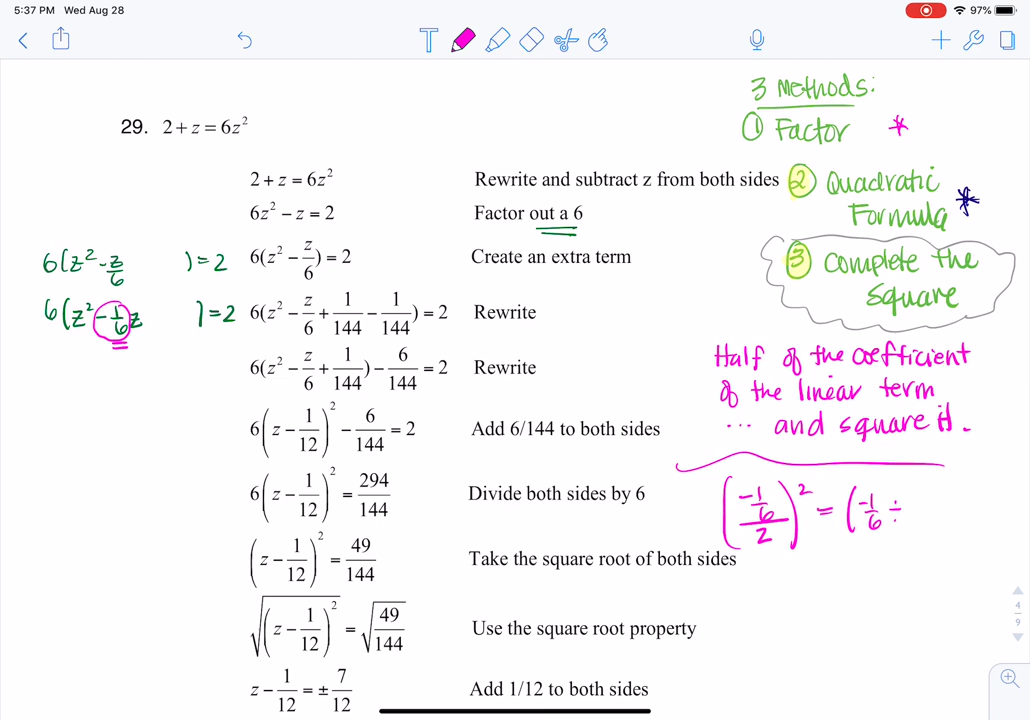 5:37 PM Wed Aug 28
97%
29. 2 + z = 6z²
2 + z = 6z² Rewrite and subtract z from both sides
6z² − z = 2 Factor out a 6
6(z² − z/6) = 2 Create an extra term
6(z² − z/6 + 1/144 − 1/144) = 2 Rewrite
6(z² − z/6 + 1/144) − 6/144 = 2 Rewrite
6(z − 1/12)² − 6/144 = 2 Add 6/144 to both sides
6(z − 1/12)² = 294/144 Divide both sides by 6
(z − 1/12)² = 49/144 Take the square root of both sides
√(z − 1/12)² = √49/144 Use the square root property
z − 1/12 = ± 7/12 Add 1/12 to both sides
6(z² − z/6 ) = 2
6(z² − 1/6 z ) = 2
3 Methods:
① Factor *
② Quadratic
Formula *
③ Complete the
Square
Half of the coefficient
of the linear term
... and square it.
(−1/6 / 2)² = (−1/6 ÷
4
9